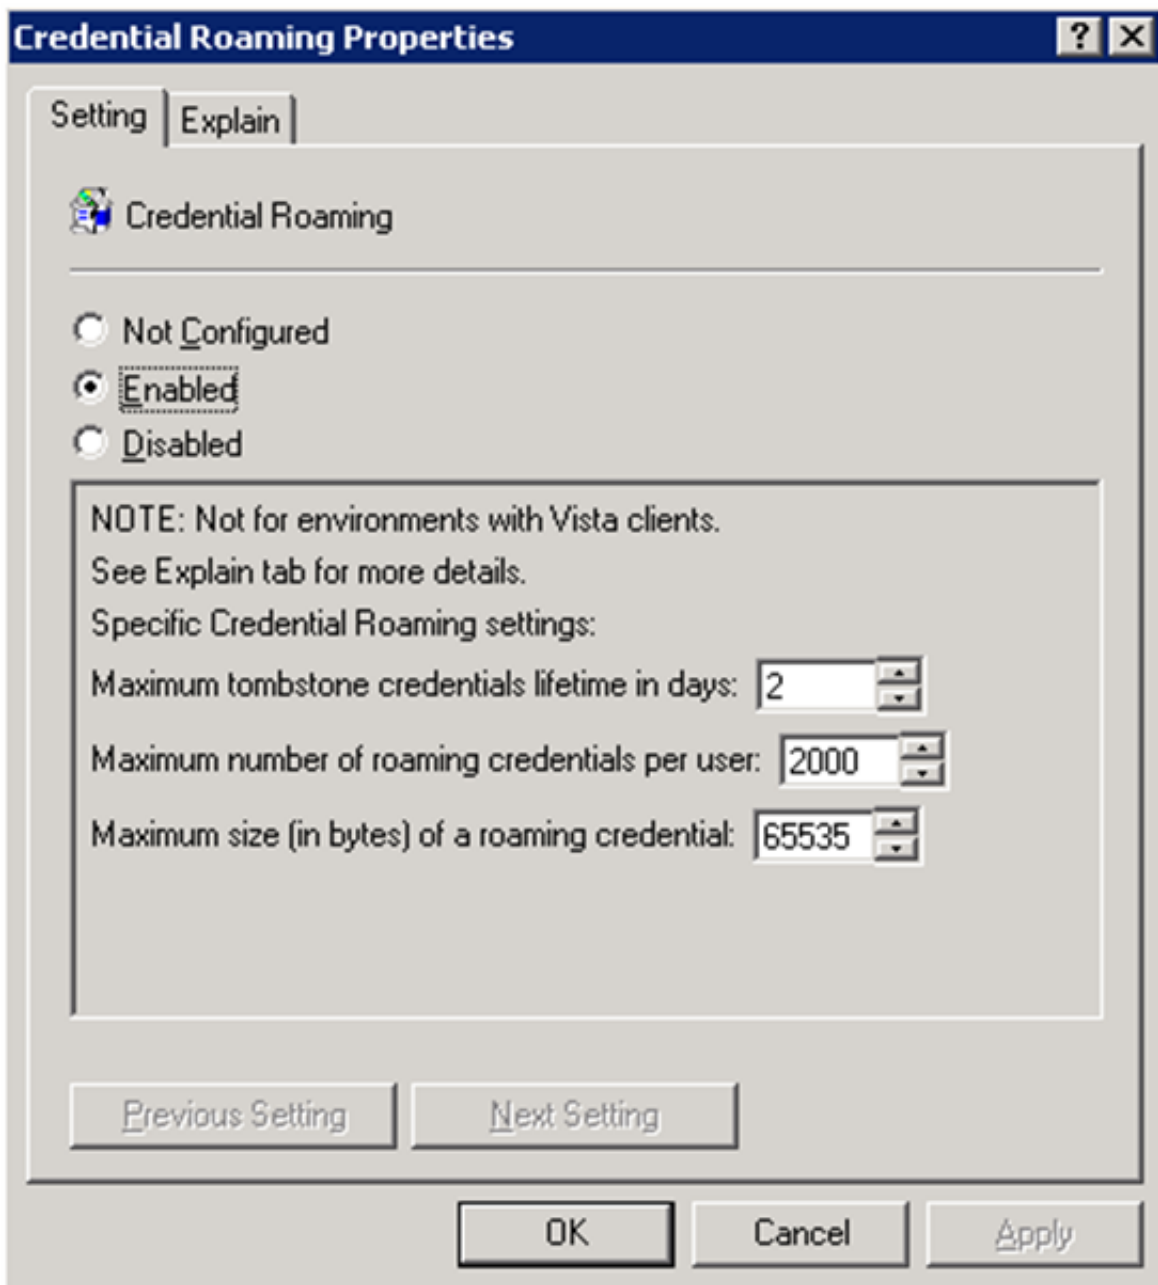 Credential Roaming Properties
Setting
Explain
Credential Roaming
Not Configured
Enabled
Disabled
NOTE: Not for environments with Vista clients.
See Explain tab for more details.
Specific Credential Roaming settings:
Maximum tombstone credentials lifetime in days: 2
Maximum number of roaming credentials per user: 2000
Maximum size (in bytes) of a roaming credential: 65535
Previous Setting
Next Setting
OK
Cancel
Apply